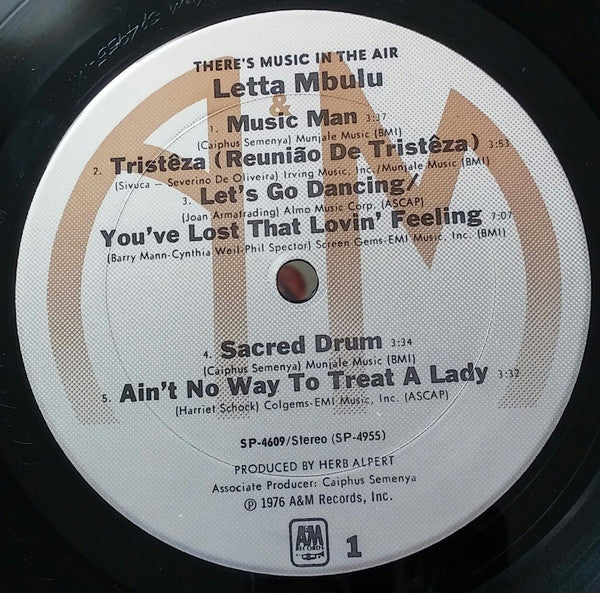 THERE'S MUSIC IN THE AIR
Letta Mbulu
&
1. Music Man 3:37
(Caiphus Semenya) Munjale Music (BMI)
2. Tristêza (Reunião De Tristêza) 3:53
(Sivuca – Severino De Oliveira) Irving Music, Inc./Munjale Music (BMI)
3. Let's Go Dancing/
(Joan Armatrading) Almo Music Corp. (ASCAP)
You've Lost That Lovin' Feeling 7:07
(Barry Mann-Cynthia Weil-Phil Spector) Screen Gems-EMI Music, Inc. (BMI)
4. Sacred Drum 3:34
(Caiphus Semenya) Munjale Music (BMI)
5. Ain't No Way To Treat A Lady 3:32
(Harriet Schock) Colgems-EMI Music, Inc. (ASCAP)
SP-4609/Stereo (SP-4955)
PRODUCED BY HERB ALPERT
Associate Producer: Caiphus Semenya
℗ 1976 A&M Records, Inc.
A&M
RECORDS
1